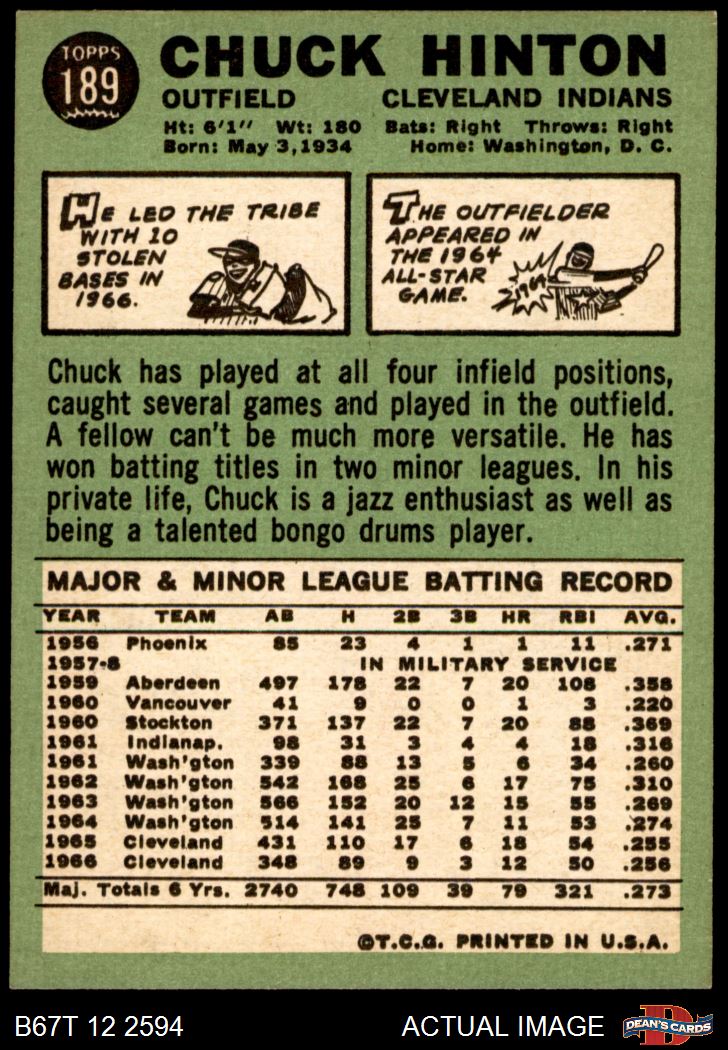 TOPPS
189
CHUCK HINTON
OUTFIELD CLEVELAND INDIANS
Ht: 6'1" Wt: 180 Bats: Right Throws: Right
Born: May 3, 1934 Home: Washington, D. C.
HE LED THE TRIBE
WITH 10
STOLEN
BASES IN
1966.
THE OUTFIELDER
APPEARED IN
THE 1964
ALL-STAR
GAME.
1964
Chuck has played at all four infield positions,
caught several games and played in the outfield.
A fellow can't be much more versatile. He has
won batting titles in two minor leagues. In his
private life, Chuck is a jazz enthusiast as well as
being a talented bongo drums player.
MAJOR & MINOR LEAGUE BATTING RECORD
YEAR TEAM AB H 2B 3B HR RBI AVG.
1956 Phoenix 85 23 4 1 1 11 .271
1957-8 IN MILITARY SERVICE
1959 Aberdeen 497 178 22 7 20 108 .358
1960 Vancouver 41 9 0 0 1 3 .220
1960 Stockton 371 137 22 7 20 88 .369
1961 Indianap. 98 31 3 4 4 18 .316
1961 Wash'gton 339 88 13 5 6 34 .260
1962 Wash'gton 542 168 25 6 17 75 .310
1963 Wash'gton 566 152 20 12 15 55 .269
1964 Wash'gton 514 141 25 7 11 53 .274
1965 Cleveland 431 110 17 6 18 54 .255
1966 Cleveland 348 89 9 3 12 50 .256
Maj. Totals 6 Yrs. 2740 748 109 39 79 321 .273
©T.C.G. PRINTED IN U.S.A.
B67T 12 2594 ACTUAL IMAGE
D
DEAN'S CARDS